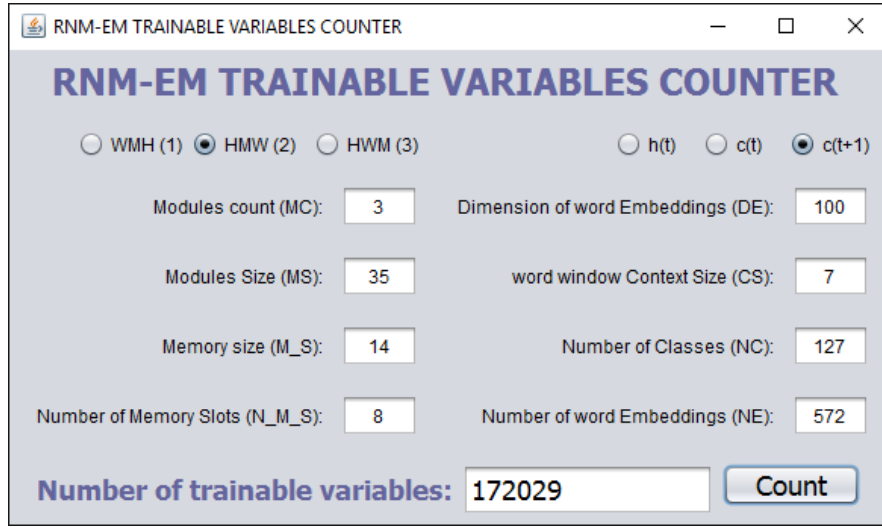 RNM-EM TRAINABLE VARIABLES COUNTER
RNM-EM TRAINABLE VARIABLES COUNTER
WMH (1) HMW (2) HWM (3) h(t) c(t) c(t+1)
Modules count (MC): 3 Dimension of word Embeddings (DE): 100
Modules Size (MS): 35 word window Context Size (CS): 7
Memory size (M_S): 14 Number of Classes (NC): 127
Number of Memory Slots (N_M_S): 8 Number of word Embeddings (NE): 572
Number of trainable variables: 172029 Count